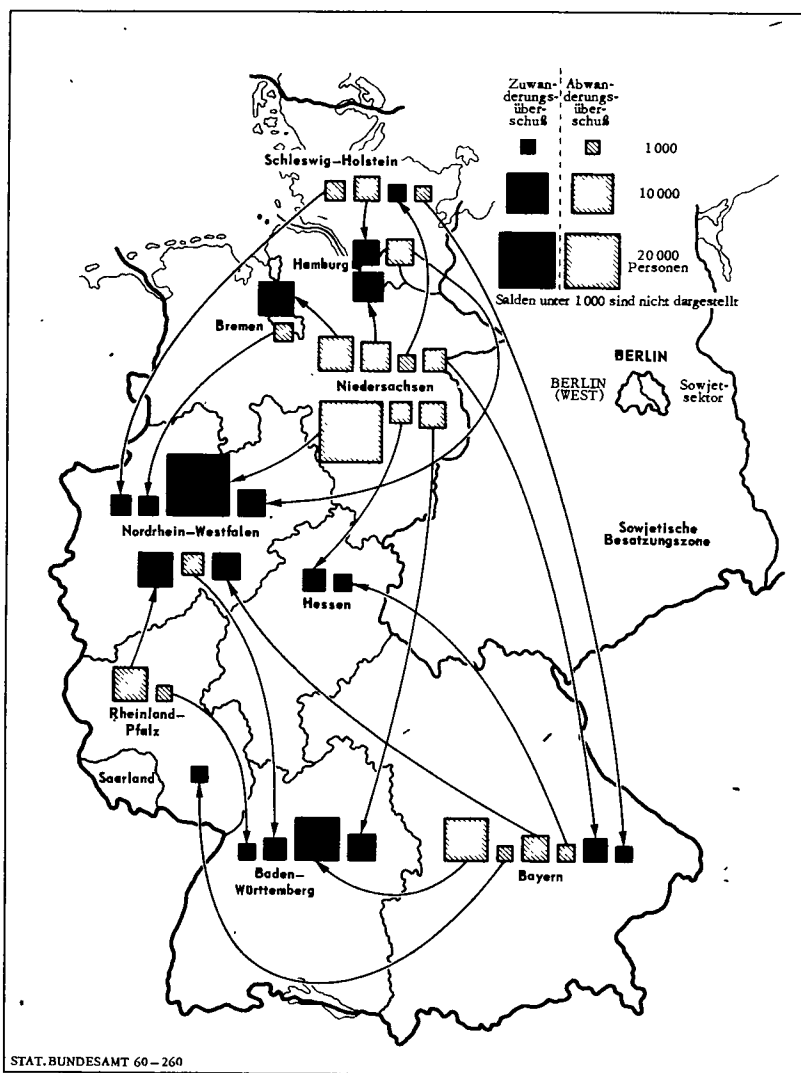 Zuwan-
derungs-
über-
schuß
Abwan-
derungs-
über-
schuß
1 000
10 000
20 000
Personen
Salden unter 1 000 sind nicht dargestellt
Schleswig-Holstein
Hamburg
Bremen
Niedersachsen
BERLIN
BERLIN
(WEST)
Sowjet-
sektor
Nordrhein-Westfalen
Sowjetische
Besatzungszone
Hessen
Rheinland-
Pfalz
Saarland
Baden-
Württemberg
Bayern
STAT. BUNDESAMT 60 – 260